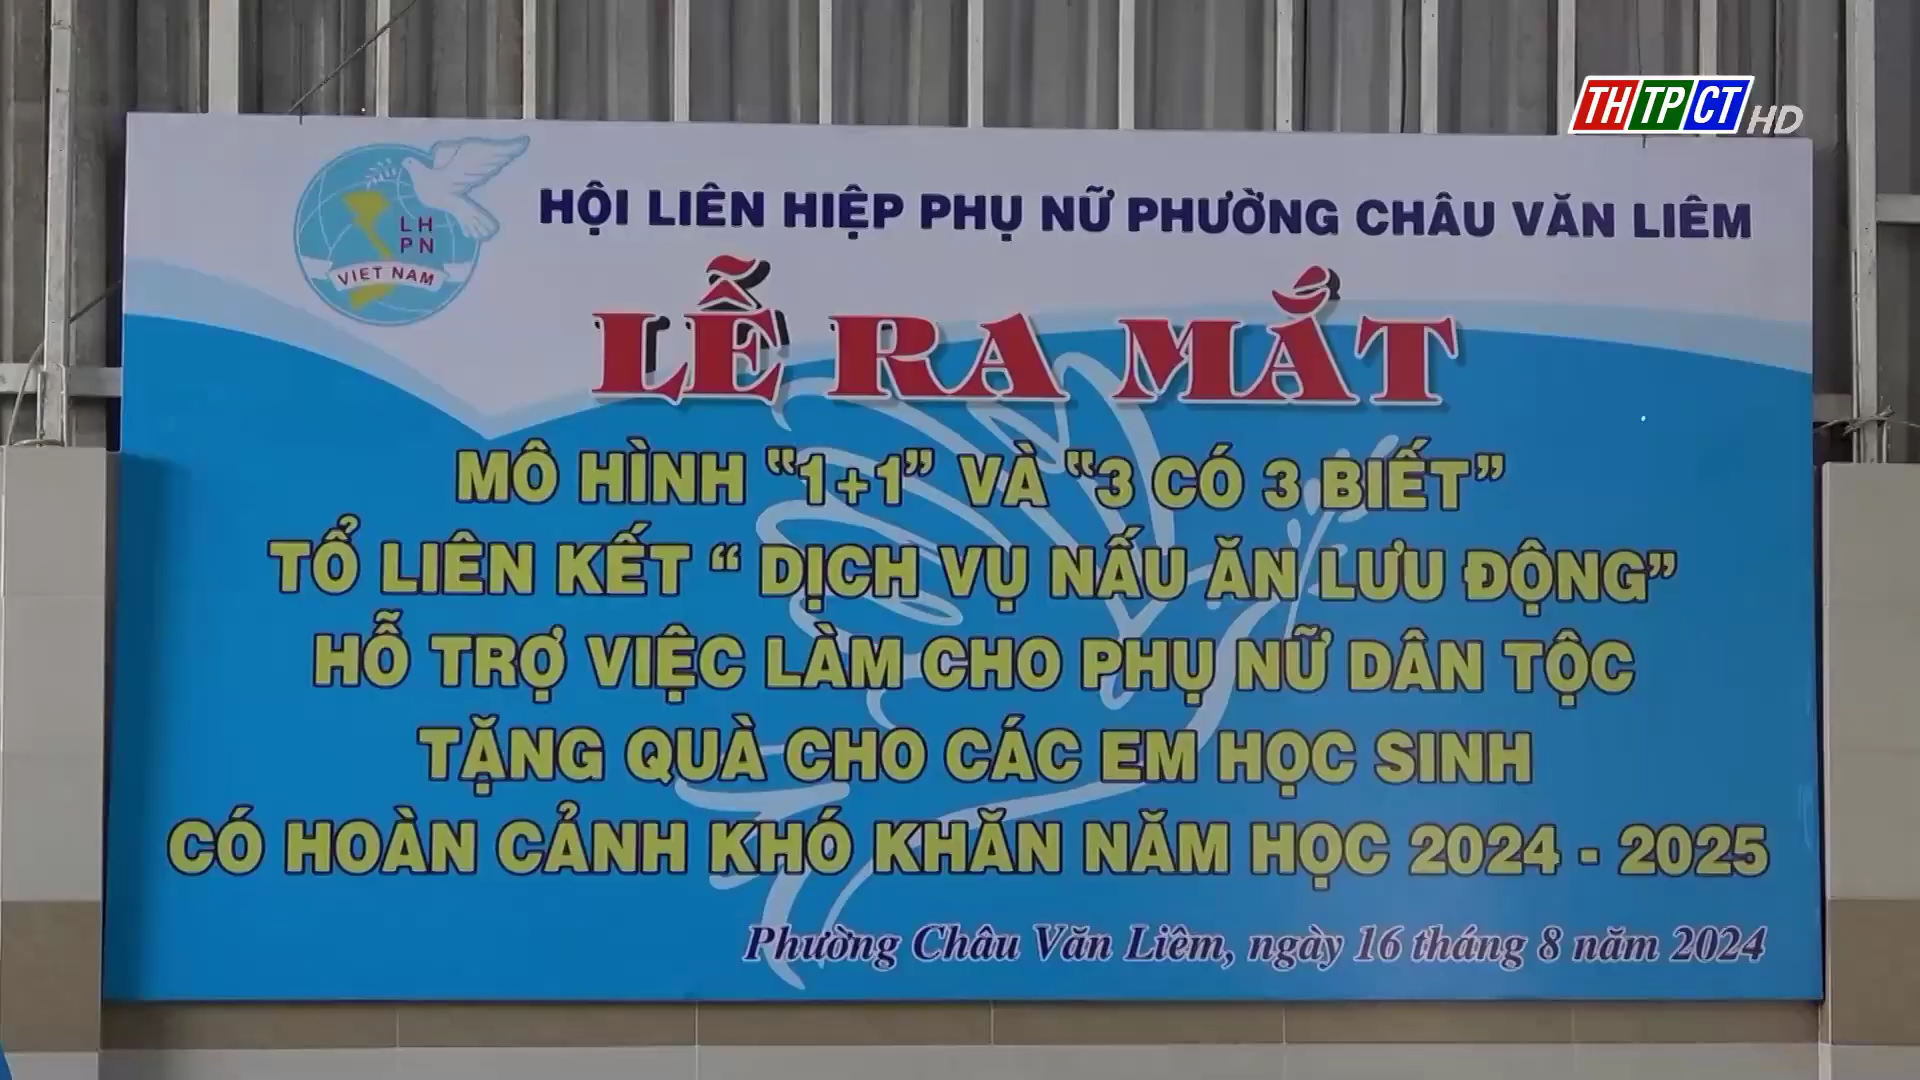 THTPCT HD
LH
PN
VIET NAM
HỘI LIÊN HIỆP PHỤ NỮ PHƯỜNG CHÂU VĂN LIÊM
LỄ RA MẮT
MÔ HÌNH "1+1" VÀ "3 CÓ 3 BIẾT"
TỔ LIÊN KẾT " DỊCH VỤ NẤU ĂN LƯU ĐỘNG"
HỖ TRỢ VIỆC LÀM CHO PHỤ NỮ DÂN TỘC
TẶNG QUÀ CHO CÁC EM HỌC SINH
CÓ HOÀN CẢNH KHÓ KHĂN NĂM HỌC 2024 - 2025
Phường Châu Văn Liêm, ngày 16 tháng 8 năm 2024